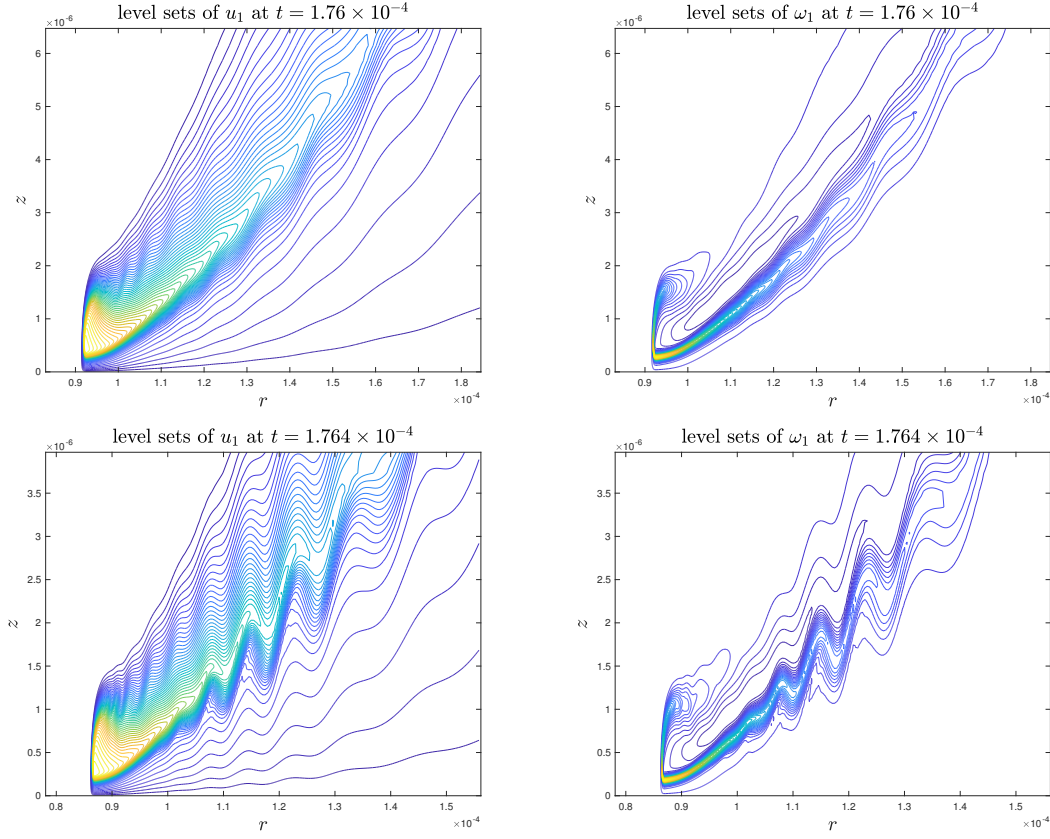 level sets of u₁ at t = 1.76 × 10⁻⁴
×10⁻⁶
6
5
4
3
2
1
0
z
0.9 1 1.1 1.2 1.3 1.4 1.5 1.6 1.7 1.8
×10⁻⁴
r
level sets of ω₁ at t = 1.76 × 10⁻⁴
×10⁻⁶
6
5
4
3
2
1
0
z
0.9 1 1.1 1.2 1.3 1.4 1.5 1.6 1.7 1.8
×10⁻⁴
r
level sets of u₁ at t = 1.764 × 10⁻⁴
×10⁻⁶
3.5
3
2.5
2
1.5
1
0.5
0
z
0.8 0.9 1 1.1 1.2 1.3 1.4 1.5
×10⁻⁴
r
level sets of ω₁ at t = 1.764 × 10⁻⁴
×10⁻⁶
3.5
3
2.5
2
1.5
1
0.5
0
z
0.8 0.9 1 1.1 1.2 1.3 1.4 1.5
×10⁻⁴
r